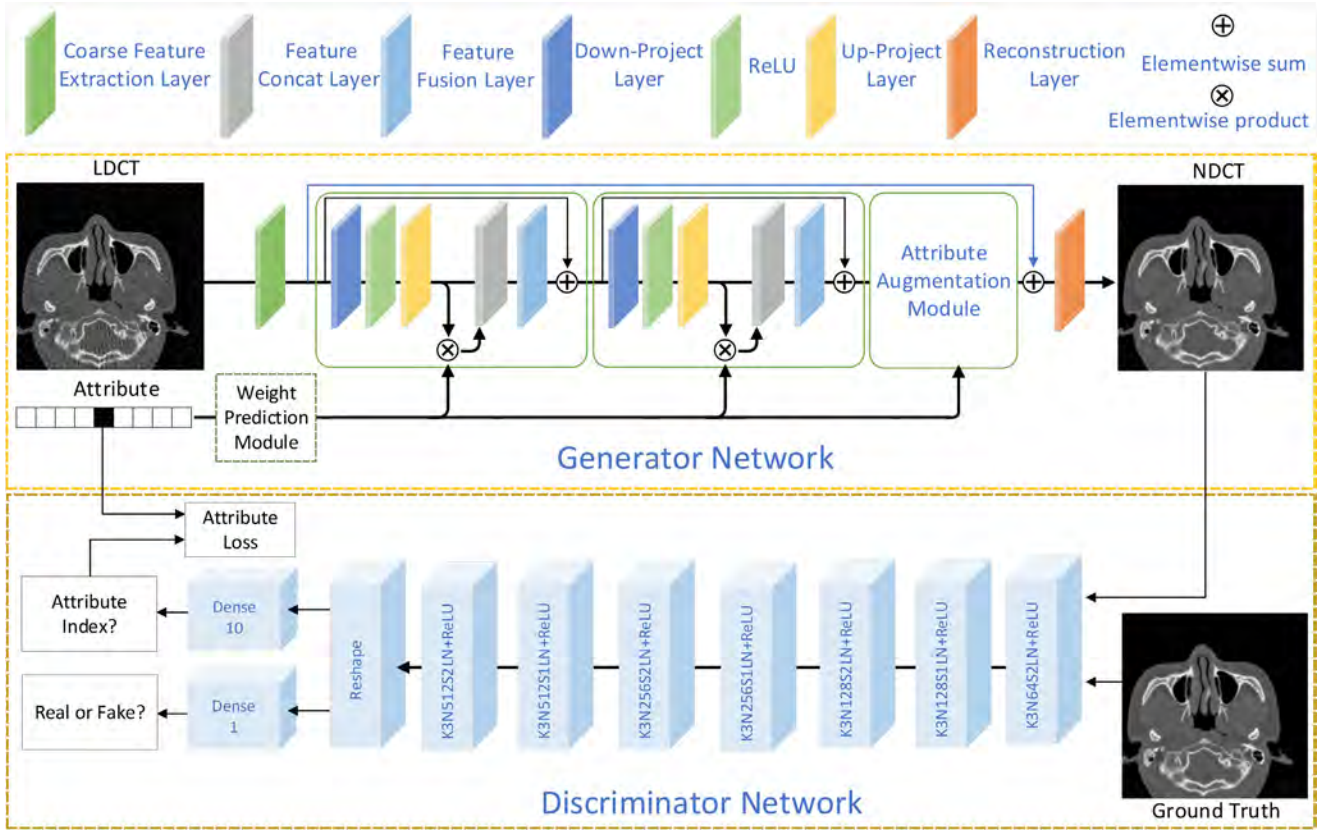 Coarse Feature
Extraction Layer
Feature
Concat Layer
Feature
Fusion Layer
Down-Project
Layer
ReLU
Up-Project
Layer
Reconstruction
Layer
Elementwise sum
Elementwise product
LDCT
NDCT
Attribute
Augmentation
Module
Attribute
Weight
Prediction
Module
Generator Network
Attribute
Loss
Attribute
Index?
Dense
10
Real or Fake?
Dense
1
Reshape
K3N512S2LN+ReLU
K3N512S1LN+ReLU
K3N256S2LN+ReLU
K3N256S1LN+ReLU
K3N128S2LN+ReLU
K3N128S1LN+ReLU
K3N64S2LN+ReLU
Ground Truth
Discriminator Network